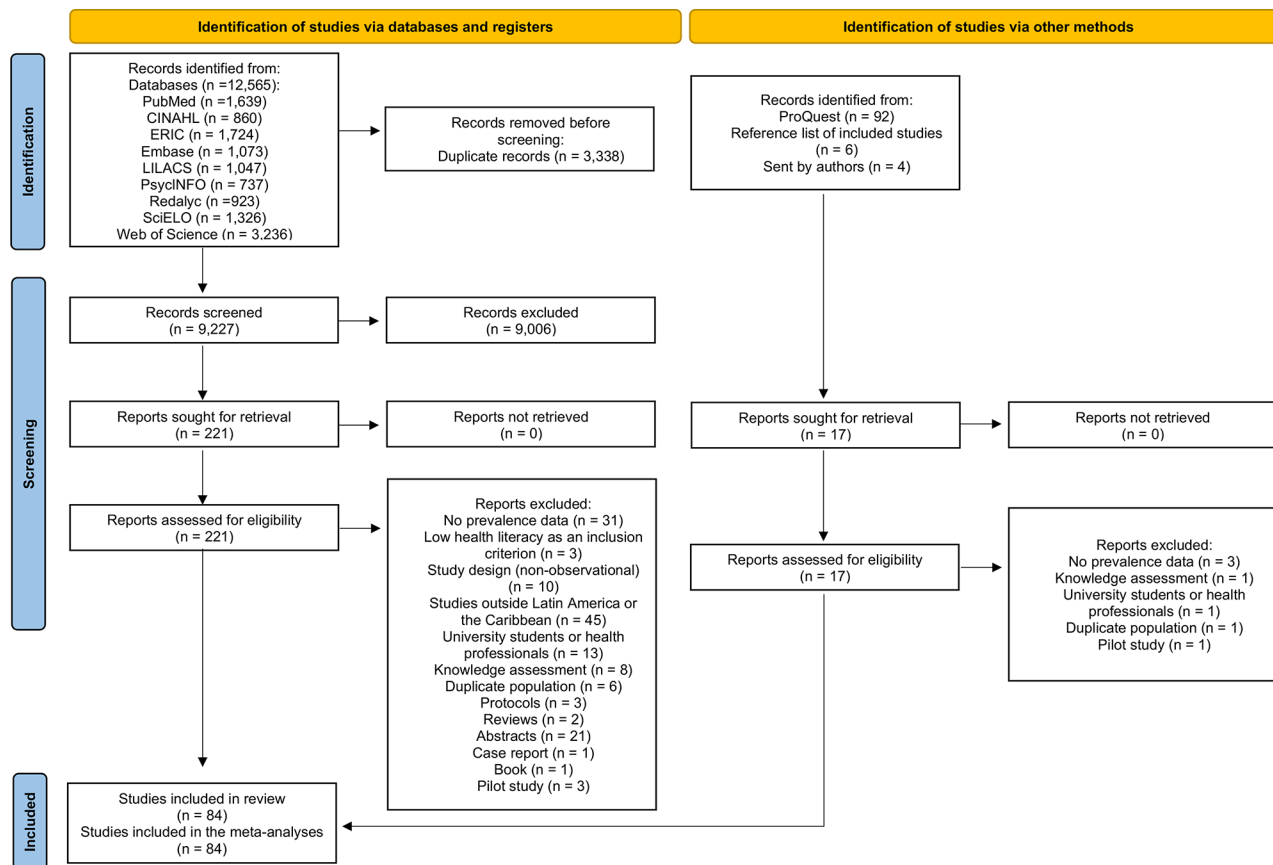 Identification of studies via databases and registers
Identification of studies via other methods
Identification
Records identified from:
Databases (n =12,565):
PubMed (n =1,639)
CINAHL (n = 860)
ERIC (n = 1,724)
Embase (n = 1,073)
LILACS (n = 1,047)
PsycINFO (n = 737)
Redalyc (n =923)
SciELO (n = 1,326)
Web of Science (n = 3.236)
Records removed before
screening:
Duplicate records (n = 3,338)
Records identified from:
ProQuest (n = 92)
Reference list of included studies
(n = 6)
Sent by authors (n = 4)
Screening
Records screened
(n = 9,227)
Records excluded
(n = 9,006)
Reports sought for retrieval
(n = 221)
Reports not retrieved
(n = 0)
Reports sought for retrieval
(n = 17)
Reports not retrieved
(n = 0)
Reports assessed for eligibility
(n = 221)
Reports excluded:
No prevalence data (n = 31)
Low health literacy as an inclusion
criterion (n = 3)
Study design (non-observational)
(n = 10)
Studies outside Latin America or
the Caribbean (n = 45)
University students or health
professionals (n = 13)
Knowledge assessment (n = 8)
Duplicate population (n = 6)
Protocols (n = 3)
Reviews (n = 2)
Abstracts (n = 21)
Case report (n = 1)
Book (n = 1)
Pilot study (n = 3)
Reports assessed for eligibility
(n = 17)
Reports excluded:
No prevalence data (n = 3)
Knowledge assessment (n = 1)
University students or health
professionals (n = 1)
Duplicate population (n = 1)
Pilot study (n = 1)
Included
Studies included in review
(n = 84)
Studies included in the meta-analyses
(n = 84)